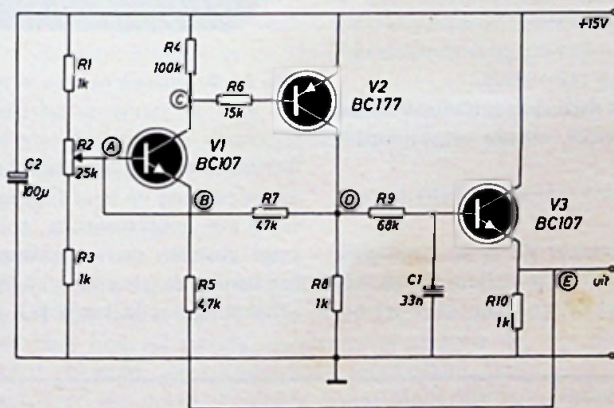 +15V
R1
1k
R4
100k
C
R6
15k
V2
BC177
A
V1
BC107
C2
100µ
R2
25k
B
R7
47k
D
R9
68k
V3
BC107
R3
1k
R5
4,7k
R8
1k
C1
33n
R10
1k
E
uit